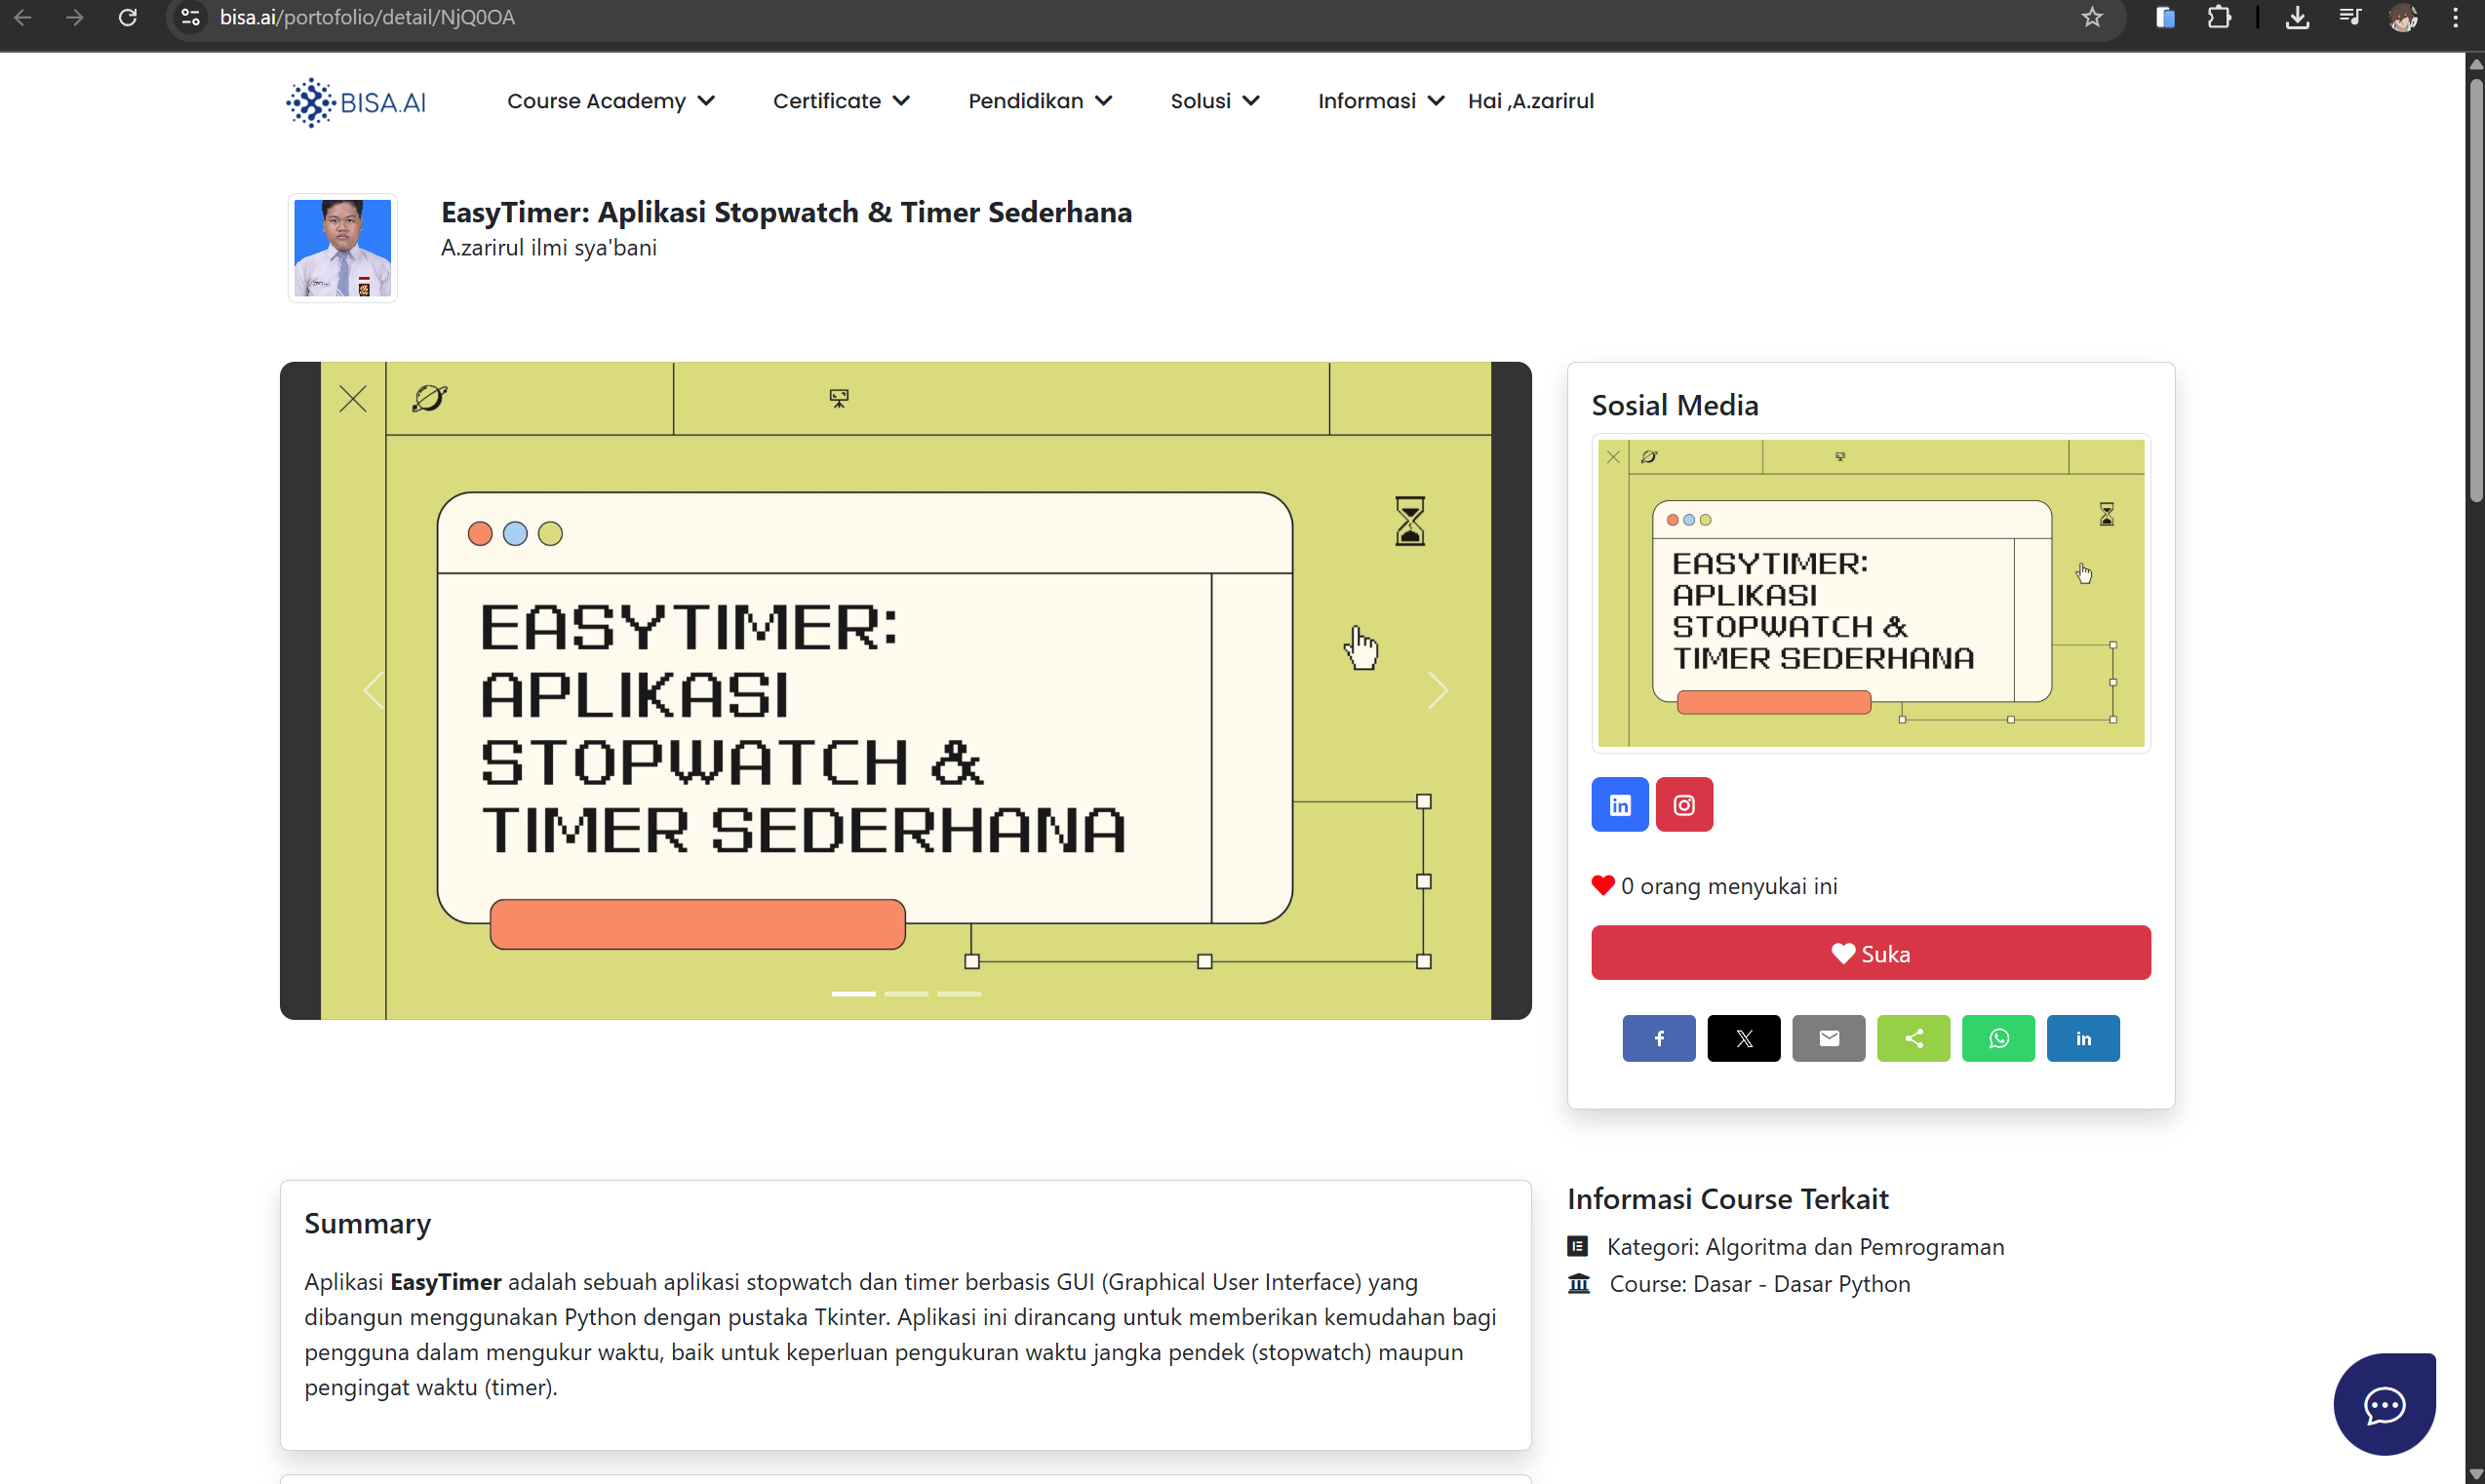 bisa.ai/portofolio/detail/NjQ0OA
BISA.AI
Course Academy
Certificate
Pendidikan
Solusi
Informasi
Hai ,A.zarirul
EasyTimer: Aplikasi Stopwatch & Timer Sederhana
A.zarirul ilmi sya'bani
EASYTIMER:
APLIKASI
STOPWATCH &
TIMER SEDERHANA
Sosial Media
EASYTIMER:
APLIKASI
STOPWATCH &
TIMER SEDERHANA
0 orang menyukai ini
Suka
Summary
Aplikasi EasyTimer adalah sebuah aplikasi stopwatch dan timer berbasis GUI (Graphical User Interface) yang
dibangun menggunakan Python dengan pustaka Tkinter. Aplikasi ini dirancang untuk memberikan kemudahan bagi
pengguna dalam mengukur waktu, baik untuk keperluan pengukuran waktu jangka pendek (stopwatch) maupun
pengingat waktu (timer).
Informasi Course Terkait
Kategori: Algoritma dan Pemrograman
Course: Dasar - Dasar Python